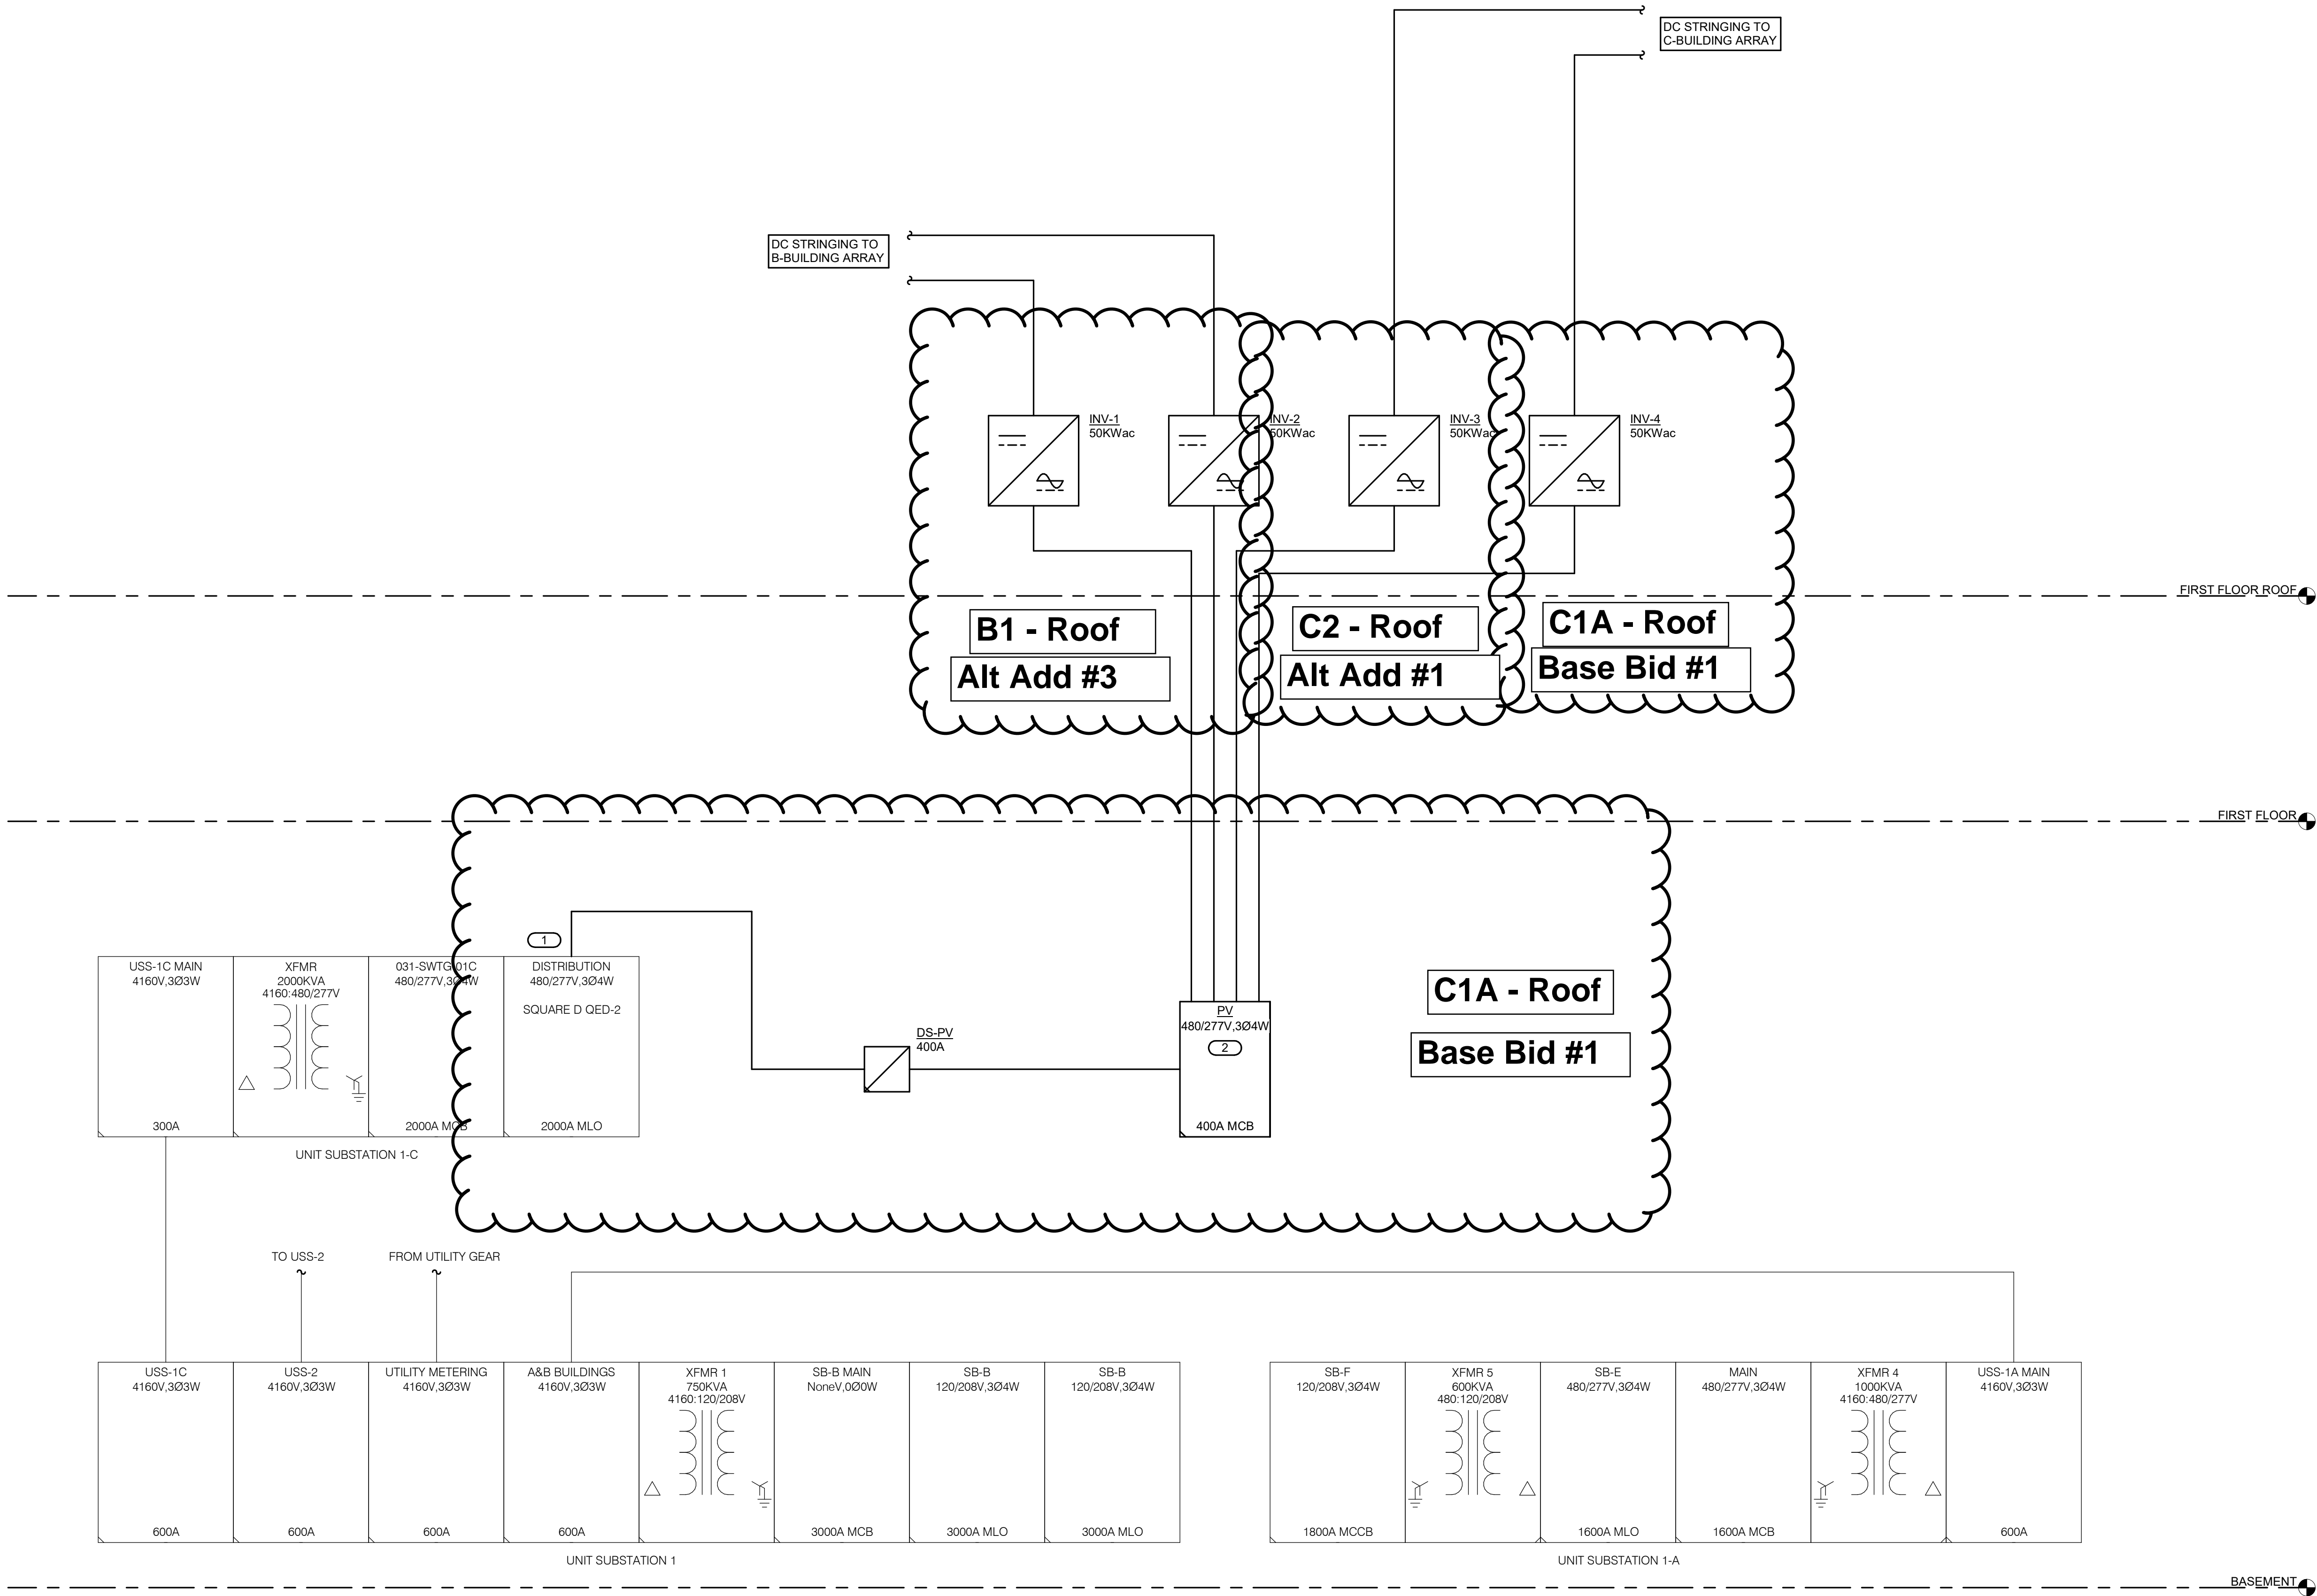 DC STRINGING TO
C-BUILDING ARRAY
DC STRINGING TO
B-BUILDING ARRAY
INV-1
50KWac
INV-2
50KWac
INV-3
50KWac
INV-4
50KWac
FIRST FLOOR ROOF
B1 - Roof
Alt Add #3
C2 - Roof
Alt Add #1
C1A - Roof
Base Bid #1
FIRST FLOOR
1
USS-1C MAIN
4160V,3Ø3W
300A
XFMR
2000KVA
4160:480/277V
031-SWTG-01C
480/277V,3Ø4W
2000A MCB
DISTRIBUTION
480/277V,3Ø4W
SQUARE D QED-2
2000A MLO
UNIT SUBSTATION 1-C
DS-PV
400A
PV
480/277V,3Ø4W
2
400A MCB
C1A - Roof
Base Bid #1
TO USS-2
FROM UTILITY GEAR
USS-1C
4160V,3Ø3W
600A
USS-2
4160V,3Ø3W
600A
UTILITY METERING
4160V,3Ø3W
600A
A&B BUILDINGS
4160V,3Ø3W
600A
XFMR 1
750KVA
4160:120/208V
SB-B MAIN
NoneV,0Ø0W
3000A MCB
SB-B
120/208V,3Ø4W
3000A MLO
SB-B
120/208V,3Ø4W
3000A MLO
UNIT SUBSTATION 1
SB-F
120/208V,3Ø4W
1800A MCCB
XFMR 5
600KVA
480:120/208V
SB-E
480/277V,3Ø4W
1600A MLO
MAIN
480/277V,3Ø4W
1600A MCB
XFMR 4
1000KVA
4160:480/277V
USS-1A MAIN
4160V,3Ø3W
600A
UNIT SUBSTATION 1-A
BASEMENT